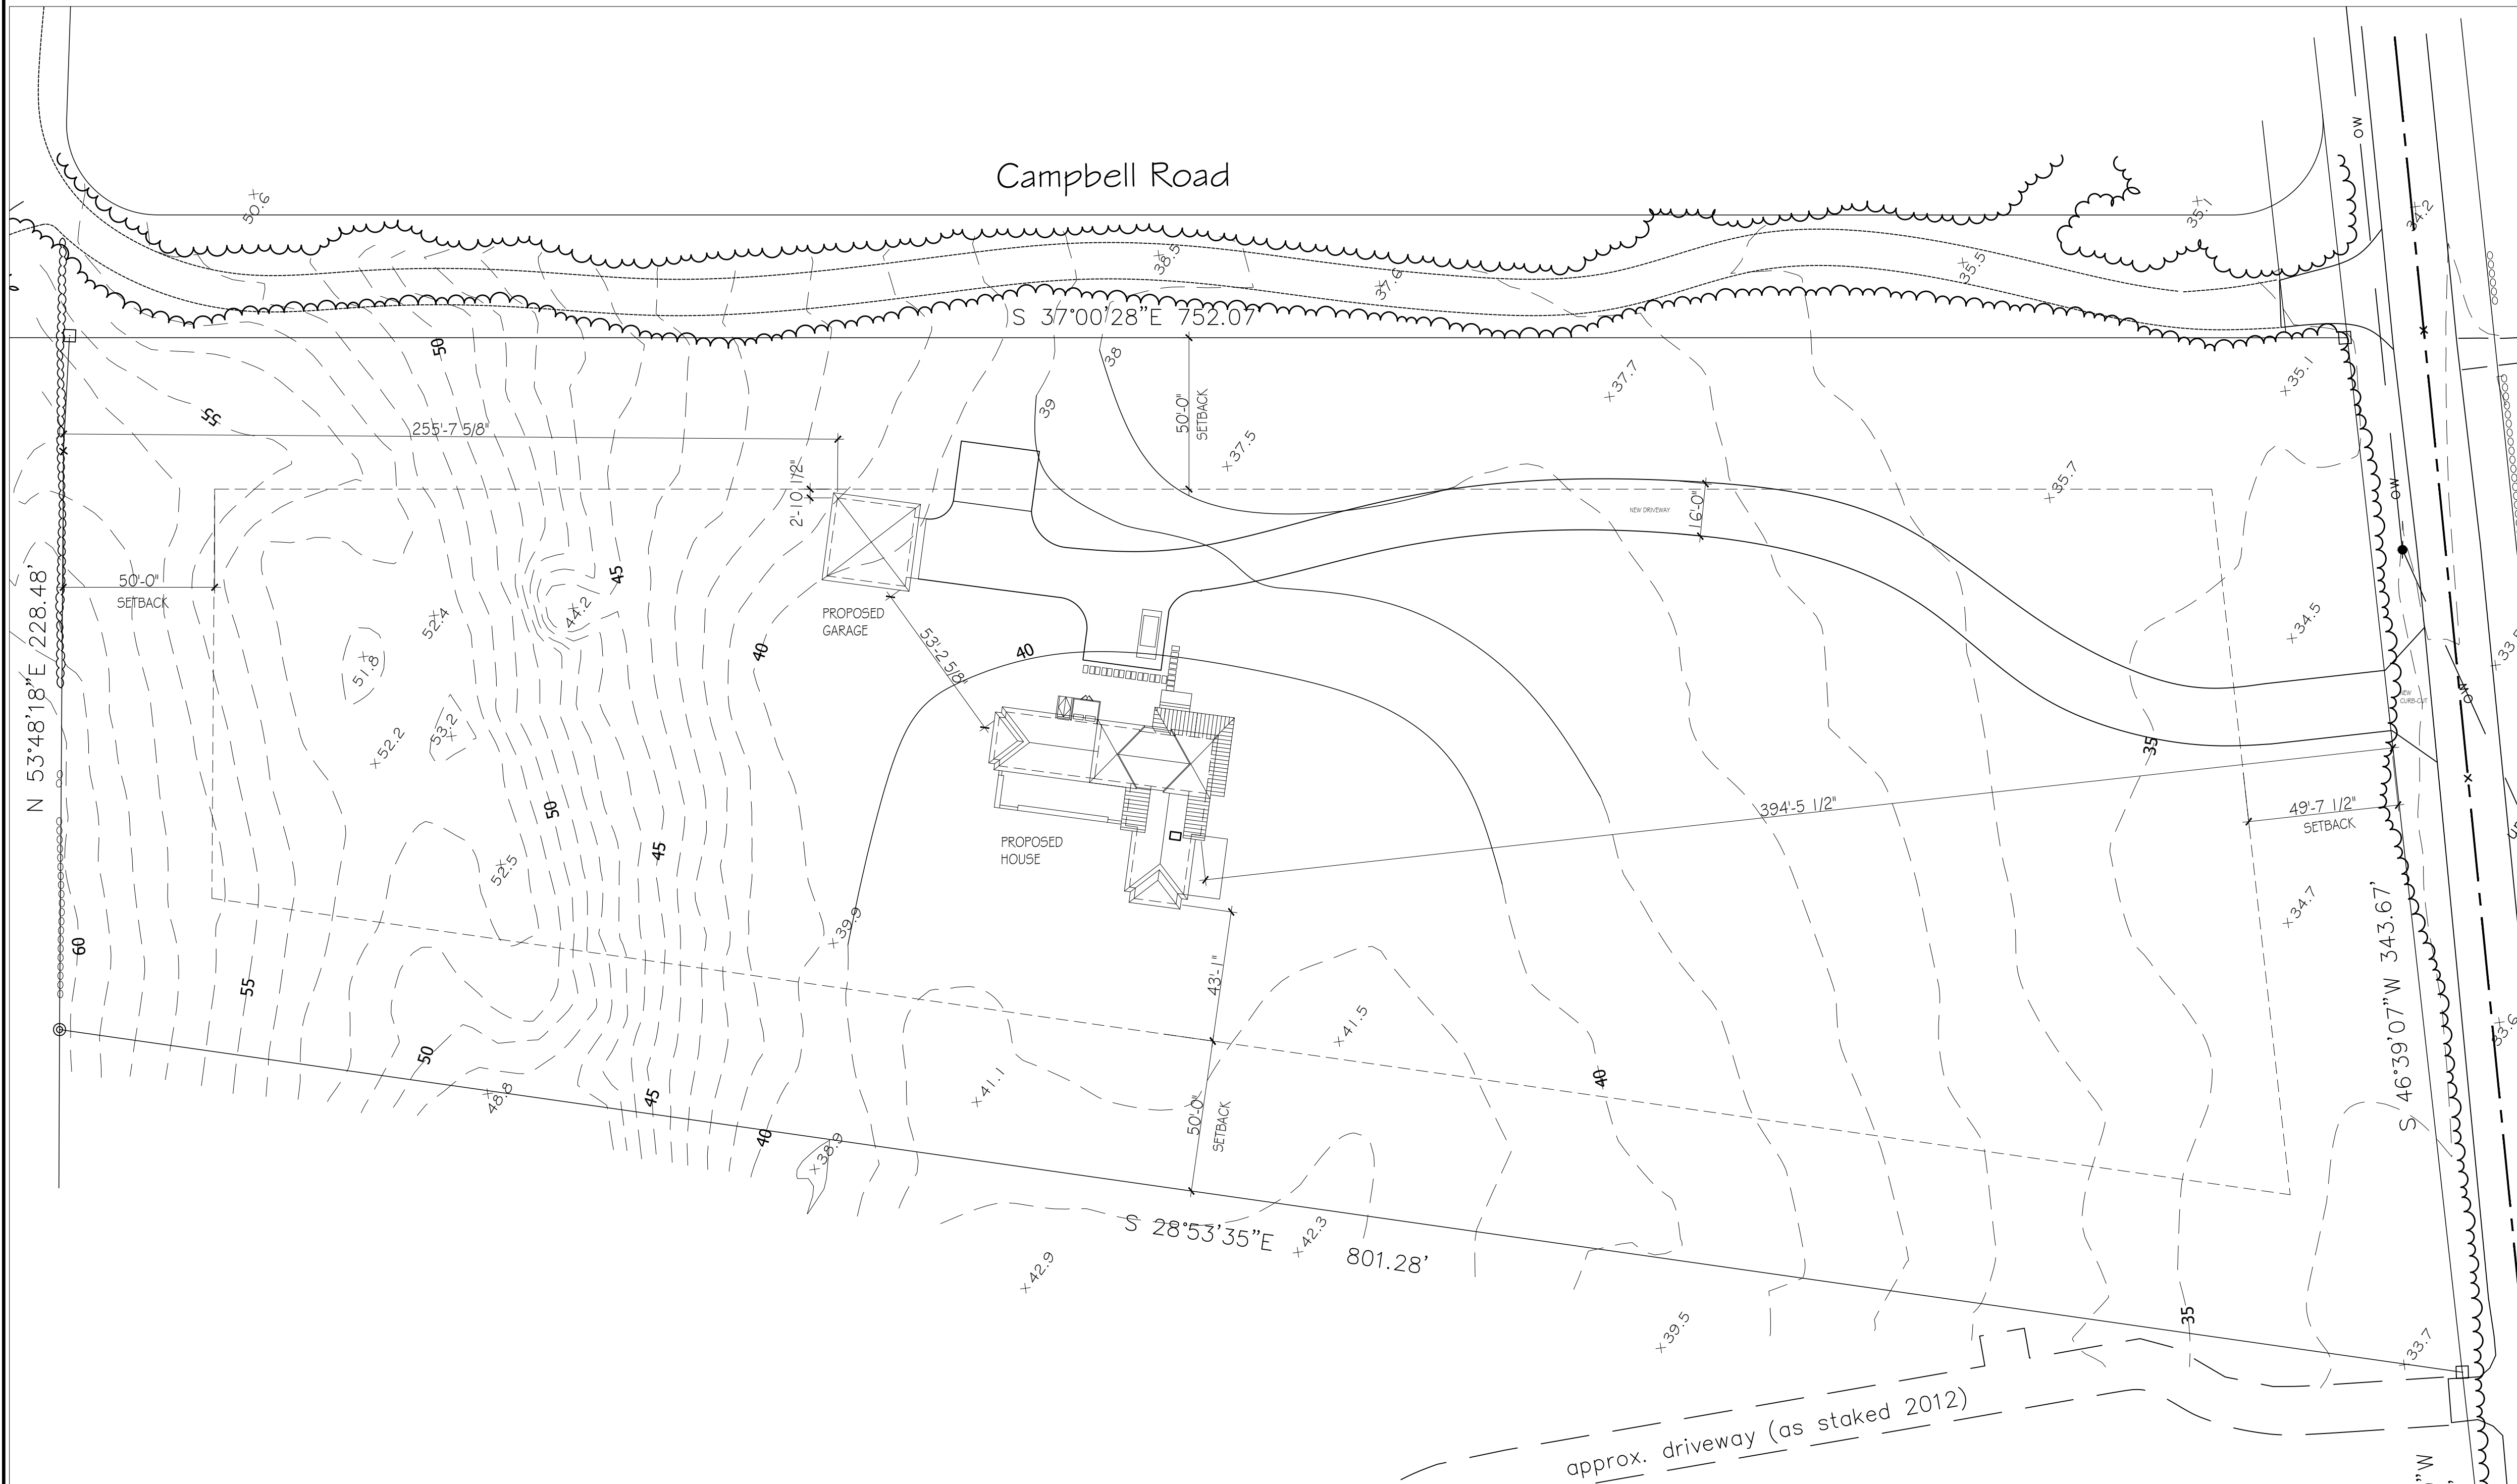 Campbell Road
50.6
38.5
37.6
35.5
35.1
34.2
OW
S 37°00'28"E 752.07'
50
55
38
39
37.7
35.1
255'-7 5/8"
50'-0"
SETBACK
37.5
2'-10 1/2"
35.7
NEW DRIVEWAY
16'-0"
OW
N 53°48'18"E 228.48'
50'-0"
SETBACK
52.4
44.2
45
PROPOSED
GARAGE
53'-2 5/8"
40
40
34.5
51.8
52.2
53.2
NEW
CURB-CUT
35
50
45
394'-5 1/2"
49'-7 1/2"
SETBACK
PROPOSED
HOUSE
52.5
39.9
34.7
60
55
43'-1"
S 46°39'07"W 343.67'
41.5
33.6
50
48.8
45
40
41.1
40
50'-0"
SETBACK
38.9
S 28°53'35"E 801.28'
42.3
42.9
39.5
35
33.7
approx. driveway (as staked 2012)
"W